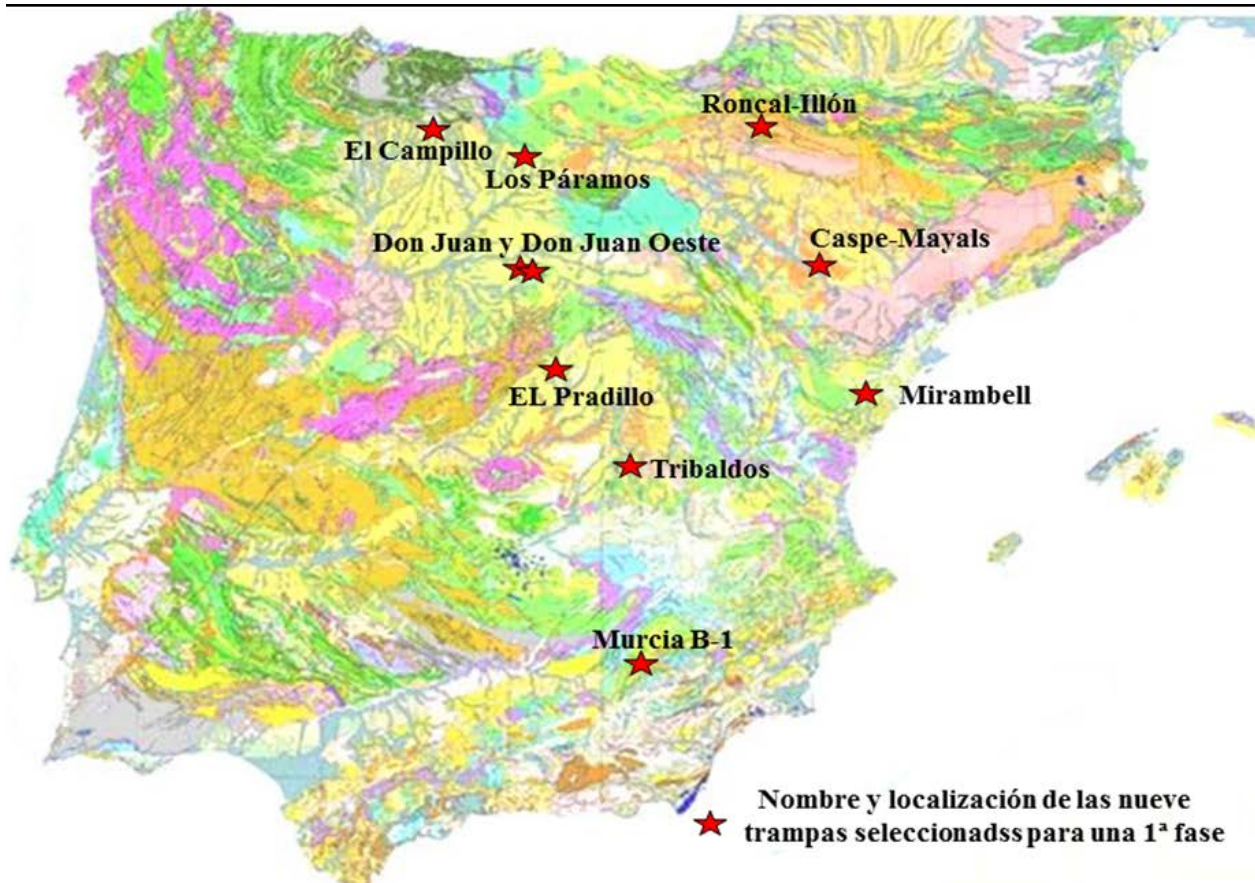 Roncal-Illón
El Campillo
Los Páramos
Don Juan y Don Juan Oeste
Caspe-Mayals
EL Pradillo
Mirambell
Tribaldos
Murcia B-1
Nombre y localización de las nueve
trampas seleccionadss para una 1ª fase